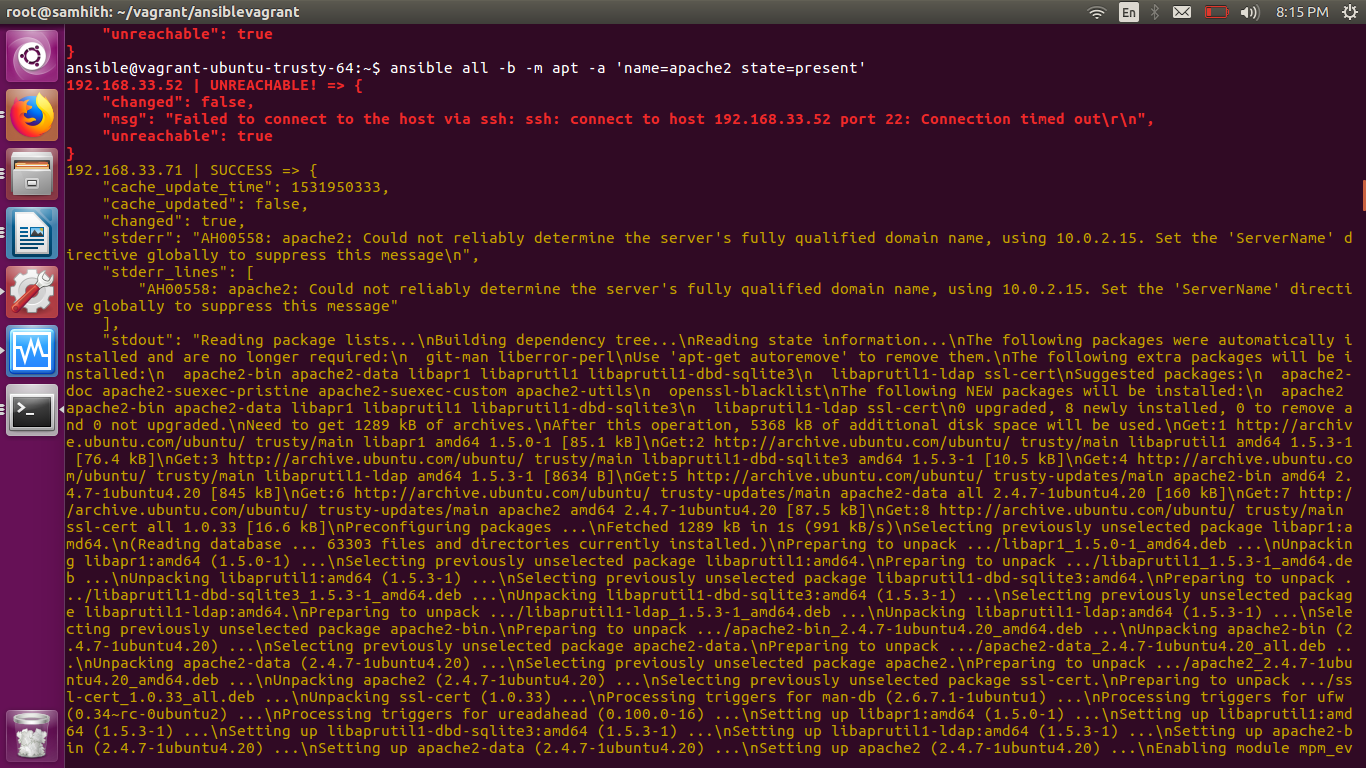 root@samhith: ~/vagrant/ansiblevagrant
En
8:15 PM
    "unreachable": true
}
ansible@vagrant-ubuntu-trusty-64:~$ ansible all -b -m apt -a 'name=apache2 state=present'
192.168.33.52 | UNREACHABLE! => {
    "changed": false,
    "msg": "Failed to connect to the host via ssh: ssh: connect to host 192.168.33.52 port 22: Connection timed out\r\n",
    "unreachable": true
}
192.168.33.71 | SUCCESS => {
    "cache_update_time": 1531950333,
    "cache_updated": false,
    "changed": true,
    "stderr": "AH00558: apache2: Could not reliably determine the server's fully qualified domain name, using 10.0.2.15. Set the 'ServerName' d
irective globally to suppress this message\n",
    "stderr_lines": [
        "AH00558: apache2: Could not reliably determine the server's fully qualified domain name, using 10.0.2.15. Set the 'ServerName' directi
ve globally to suppress this message"
    ],
    "stdout": "Reading package lists...\nBuilding dependency tree...\nReading state information...\nThe following packages were automatically i
nstalled and are no longer required:\n  git-man liberror-perl\nUse 'apt-get autoremove' to remove them.\nThe following extra packages will be i
nstalled:\n  apache2-bin apache2-data libapr1 libaprutil1 libaprutil1-dbd-sqlite3\n  libaprutil1-ldap ssl-cert\nSuggested packages:\n  apache2-
doc apache2-suexec-pristine apache2-suexec-custom apache2-utils\n  openssl-blacklist\nThe following NEW packages will be installed:\n  apache2 
apache2-bin apache2-data libapr1 libaprutil1 libaprutil1-dbd-sqlite3\n  libaprutil1-ldap ssl-cert\n0 upgraded, 8 newly installed, 0 to remove a
nd 0 not upgraded.\nNeed to get 1289 kB of archives.\nAfter this operation, 5368 kB of additional disk space will be used.\nGet:1 http://archiv
e.ubuntu.com/ubuntu/ trusty/main libapr1 amd64 1.5.0-1 [85.1 kB]\nGet:2 http://archive.ubuntu.com/ubuntu/ trusty/main libaprutil1 amd64 1.5.3-1
 [76.4 kB]\nGet:3 http://archive.ubuntu.com/ubuntu/ trusty/main libaprutil1-dbd-sqlite3 amd64 1.5.3-1 [10.5 kB]\nGet:4 http://archive.ubuntu.co
m/ubuntu/ trusty/main libaprutil1-ldap amd64 1.5.3-1 [8634 B]\nGet:5 http://archive.ubuntu.com/ubuntu/ trusty-updates/main apache2-bin amd64 2.
4.7-1ubuntu4.20 [845 kB]\nGet:6 http://archive.ubuntu.com/ubuntu/ trusty-updates/main apache2-data all 2.4.7-1ubuntu4.20 [160 kB]\nGet:7 http:/
/archive.ubuntu.com/ubuntu/ trusty-updates/main apache2 amd64 2.4.7-1ubuntu4.20 [87.5 kB]\nGet:8 http://archive.ubuntu.com/ubuntu/ trusty/main 
ssl-cert all 1.0.33 [16.6 kB]\nPreconfiguring packages ...\nFetched 1289 kB in 1s (991 kB/s)\nSelecting previously unselected package libapr1:a
md64.\n(Reading database ... 63303 files and directories currently installed.)\nPreparing to unpack .../libapr1_1.5.0-1_amd64.deb ...\nUnpackin
g libapr1:amd64 (1.5.0-1) ...\nSelecting previously unselected package libaprutil1:amd64.\nPreparing to unpack .../libaprutil1_1.5.3-1_amd64.de
b ...\nUnpacking libaprutil1:amd64 (1.5.3-1) ...\nSelecting previously unselected package libaprutil1-dbd-sqlite3:amd64.\nPreparing to unpack .
../libaprutil1-dbd-sqlite3_1.5.3-1_amd64.deb ...\nUnpacking libaprutil1-dbd-sqlite3:amd64 (1.5.3-1) ...\nSelecting previously unselected packag
e libaprutil1-ldap:amd64.\nPreparing to unpack .../libaprutil1-ldap_1.5.3-1_amd64.deb ...\nUnpacking libaprutil1-ldap:amd64 (1.5.3-1) ...\nSele
cting previously unselected package apache2-bin.\nPreparing to unpack .../apache2-bin_2.4.7-1ubuntu4.20_amd64.deb ...\nUnpacking apache2-bin (2
.4.7-1ubuntu4.20) ...\nSelecting previously unselected package apache2-data.\nPreparing to unpack .../apache2-data_2.4.7-1ubuntu4.20_all.deb ..
.\nUnpacking apache2-data (2.4.7-1ubuntu4.20) ...\nSelecting previously unselected package apache2.\nPreparing to unpack .../apache2_2.4.7-1ubu
ntu4.20_amd64.deb ...\nUnpacking apache2 (2.4.7-1ubuntu4.20) ...\nSelecting previously unselected package ssl-cert.\nPreparing to unpack .../ss
l-cert_1.0.33_all.deb ...\nUnpacking ssl-cert (1.0.33) ...\nProcessing triggers for man-db (2.6.7.1-1ubuntu1) ...\nProcessing triggers for ufw 
(0.34~rc-0ubuntu2) ...\nProcessing triggers for ureadahead (0.100.0-16) ...\nSetting up libapr1:amd64 (1.5.0-1) ...\nSetting up libaprutil1:amd
64 (1.5.3-1) ...\nSetting up libaprutil1-dbd-sqlite3:amd64 (1.5.3-1) ...\nSetting up libaprutil1-ldap:amd64 (1.5.3-1) ...\nSetting up apache2-b
in (2.4.7-1ubuntu4.20) ...\nSetting up apache2-data (2.4.7-1ubuntu4.20) ...\nSetting up apache2 (2.4.7-1ubuntu4.20) ...\nEnabling module mpm_ev